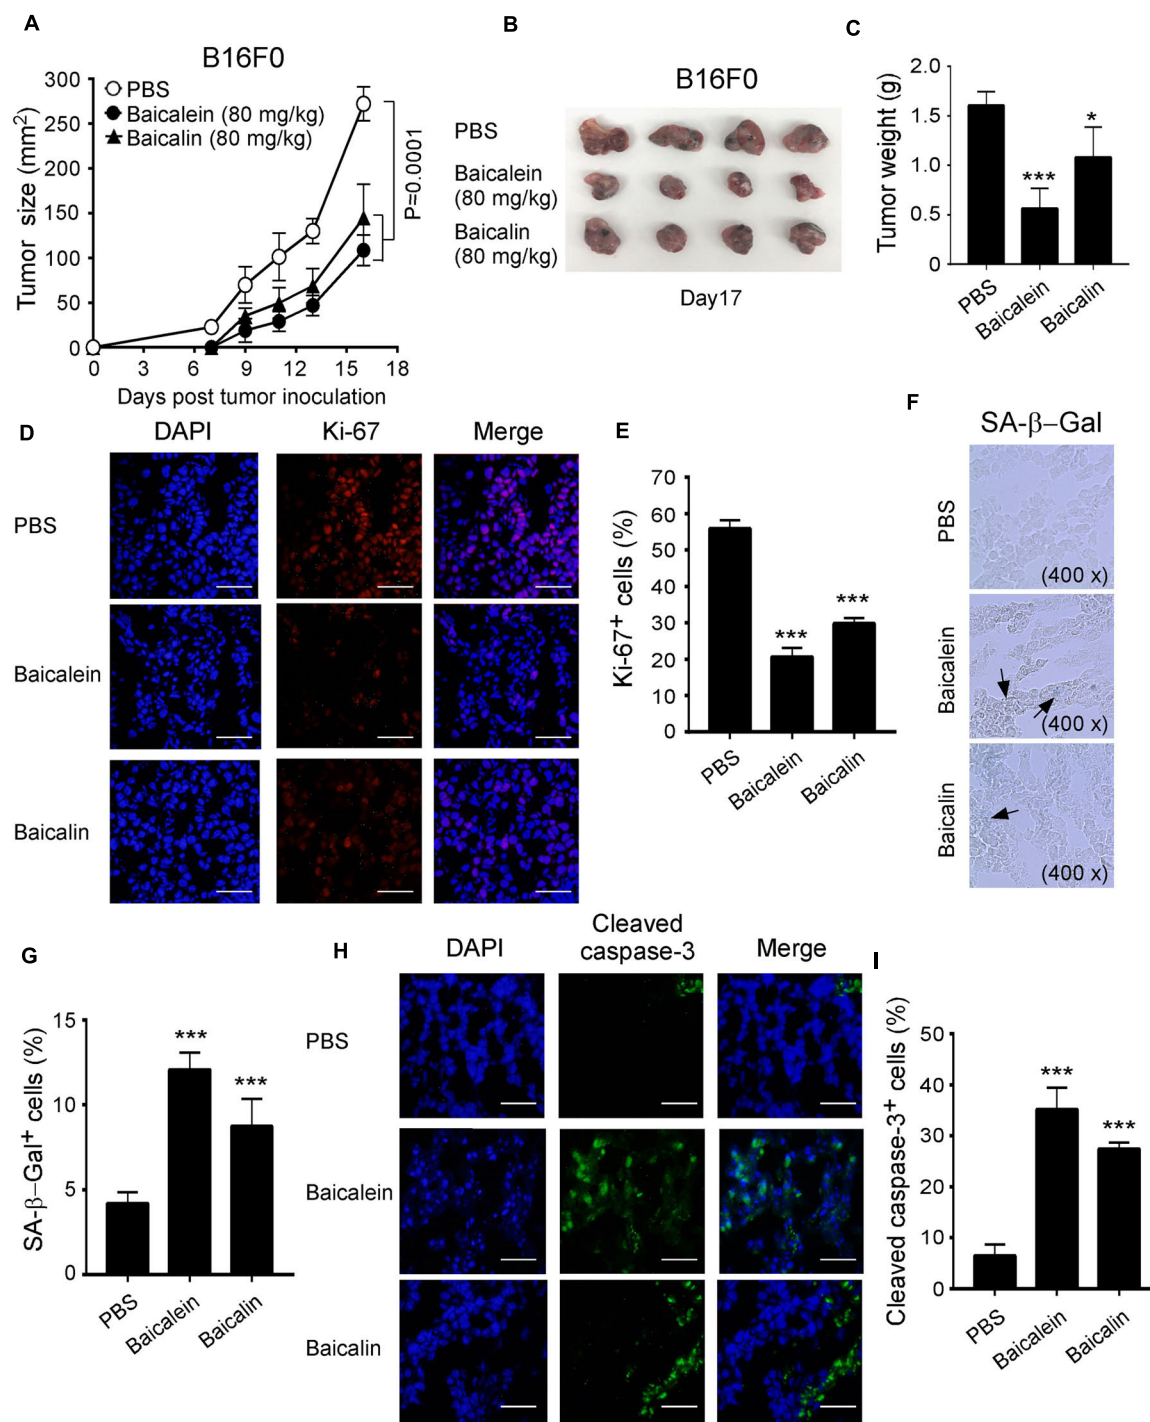 A
B16F0
PBS
Baicalein (80 mg/kg)
Baicalin (80 mg/kg)
Tumor size (mm²)
300
250
200
150
100
50
0
P=0.0001
0 3 6 9 12 15 18
Days post tumor inoculation
B
B16F0
PBS
Baicalein
(80 mg/kg)
Baicalin
(80 mg/kg)
Day17
C
Tumor weight (g)
2.0
1.5
1.0
0.5
0
***
*
PBS
Baicalein
Baicalin
D
DAPI Ki-67 Merge
PBS
Baicalein
Baicalin
E
Ki-67⁺ cells (%)
70
60
50
40
30
20
10
0
***
***
PBS
Baicalein
Baicalin
F
SA-β–Gal
PBS
(400 x)
Baicalein
(400 x)
Baicalin
(400 x)
G
SA-β–Gal⁺ cells (%)
15
10
5
0
***
***
PBS
Baicalein
Baicalin
H
DAPI
Cleaved
caspase-3
Merge
PBS
Baicalein
Baicalin
I
Cleaved caspase-3⁺ cells (%)
50
40
30
20
10
0
***
***
PBS
Baicalein
Baicalin